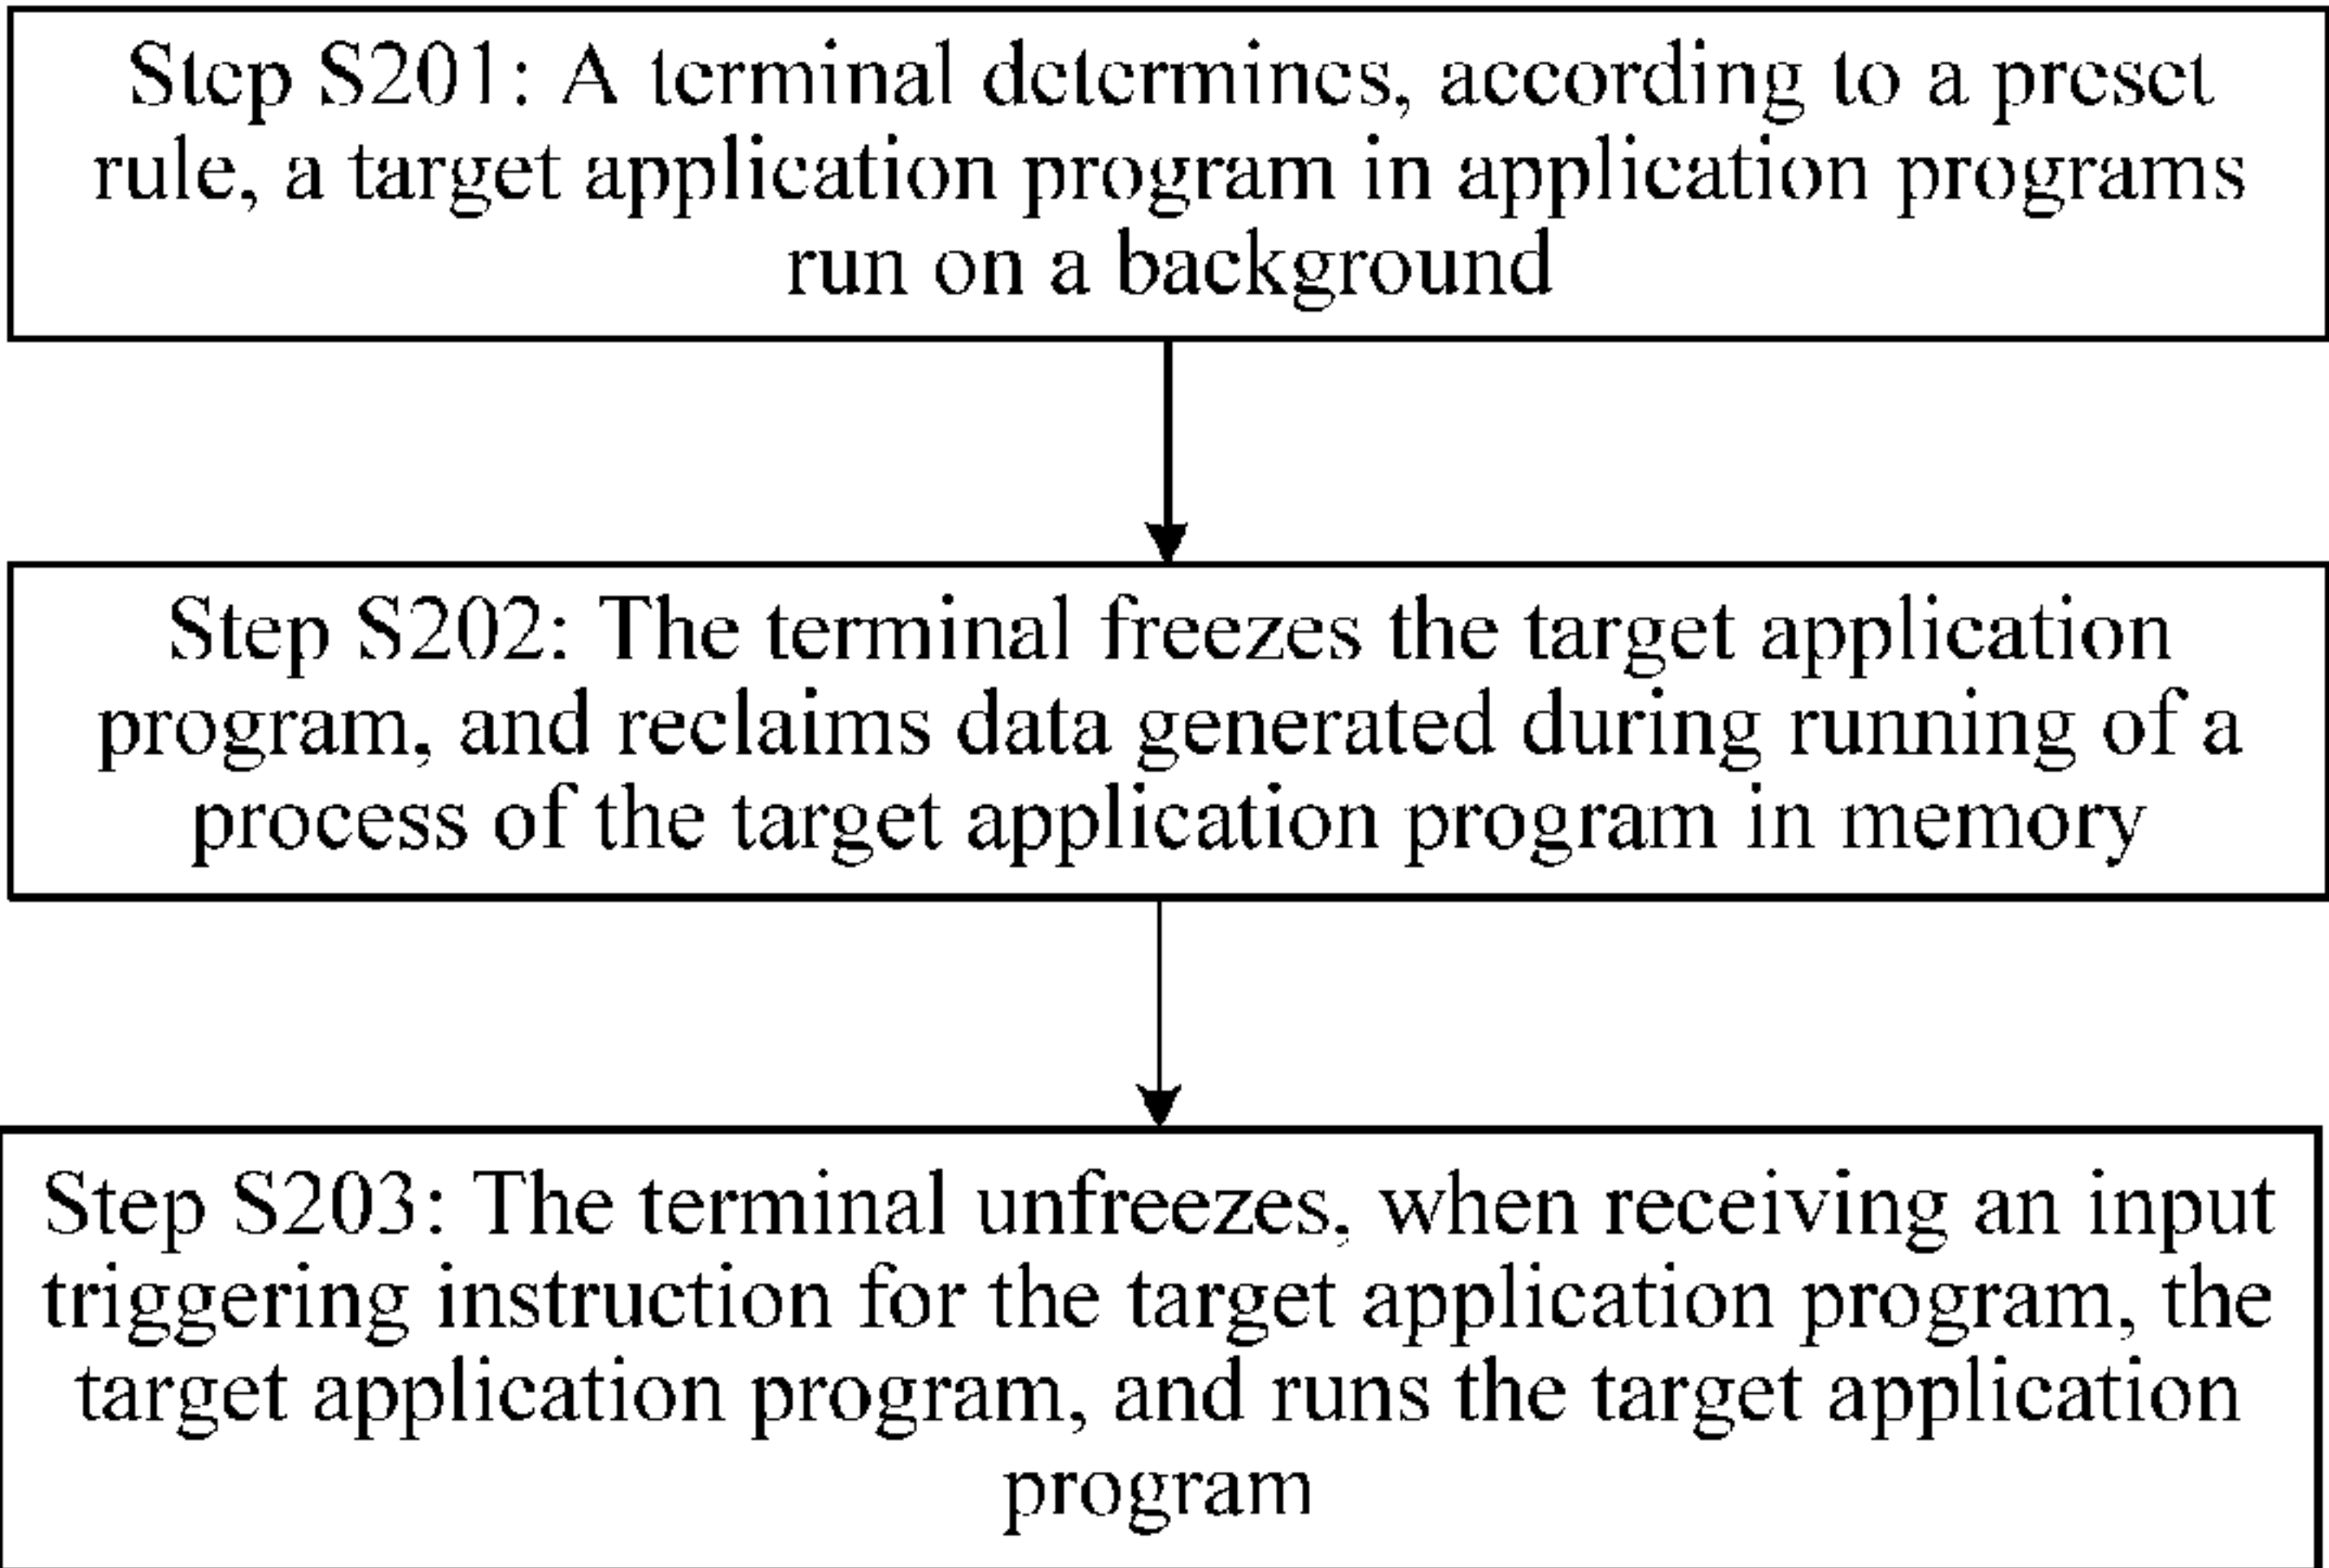 Step S201: A terminal determines, according to a preset
rule, a target application program in application programs
run on a background
Step S202: The terminal freezes the target application
program, and reclaims data generated during running of a
process of the target application program in memory
Step S203: The terminal unfreezes, when receiving an input
triggering instruction for the target application program, the
target application program, and runs the target application
program